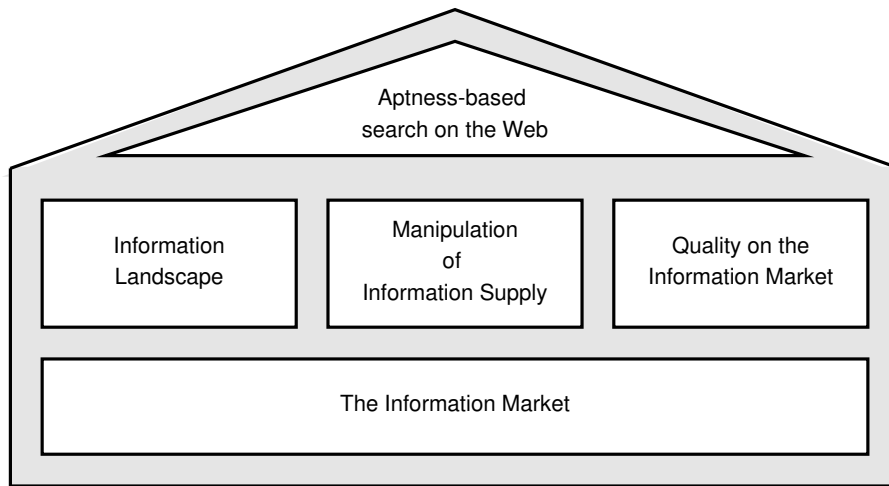 Aptness-based
search on the Web
Information
Landscape
Manipulation
of
Information Supply
Quality on the
Information Market
The Information Market